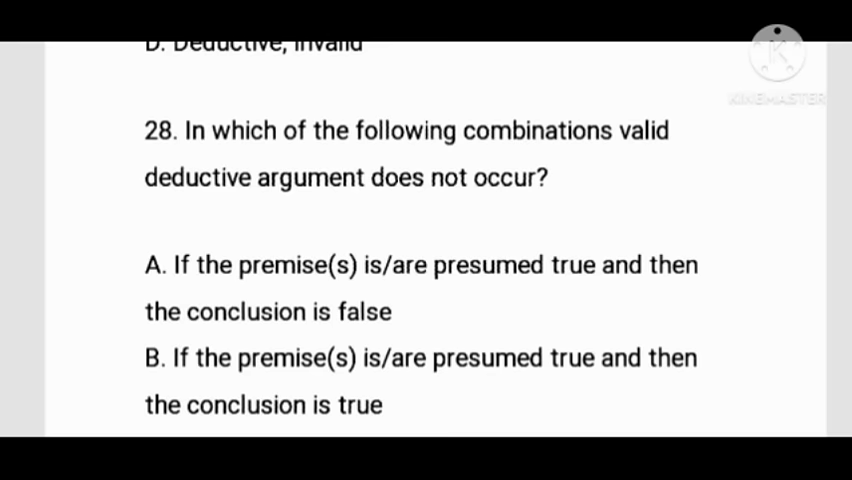 D. Deductive, Invalid
KINEMASTER
28. In which of the following combinations valid
deductive argument does not occur?
A. If the premise(s) is/are presumed true and then
the conclusion is false
B. If the premise(s) is/are presumed true and then
the conclusion is true